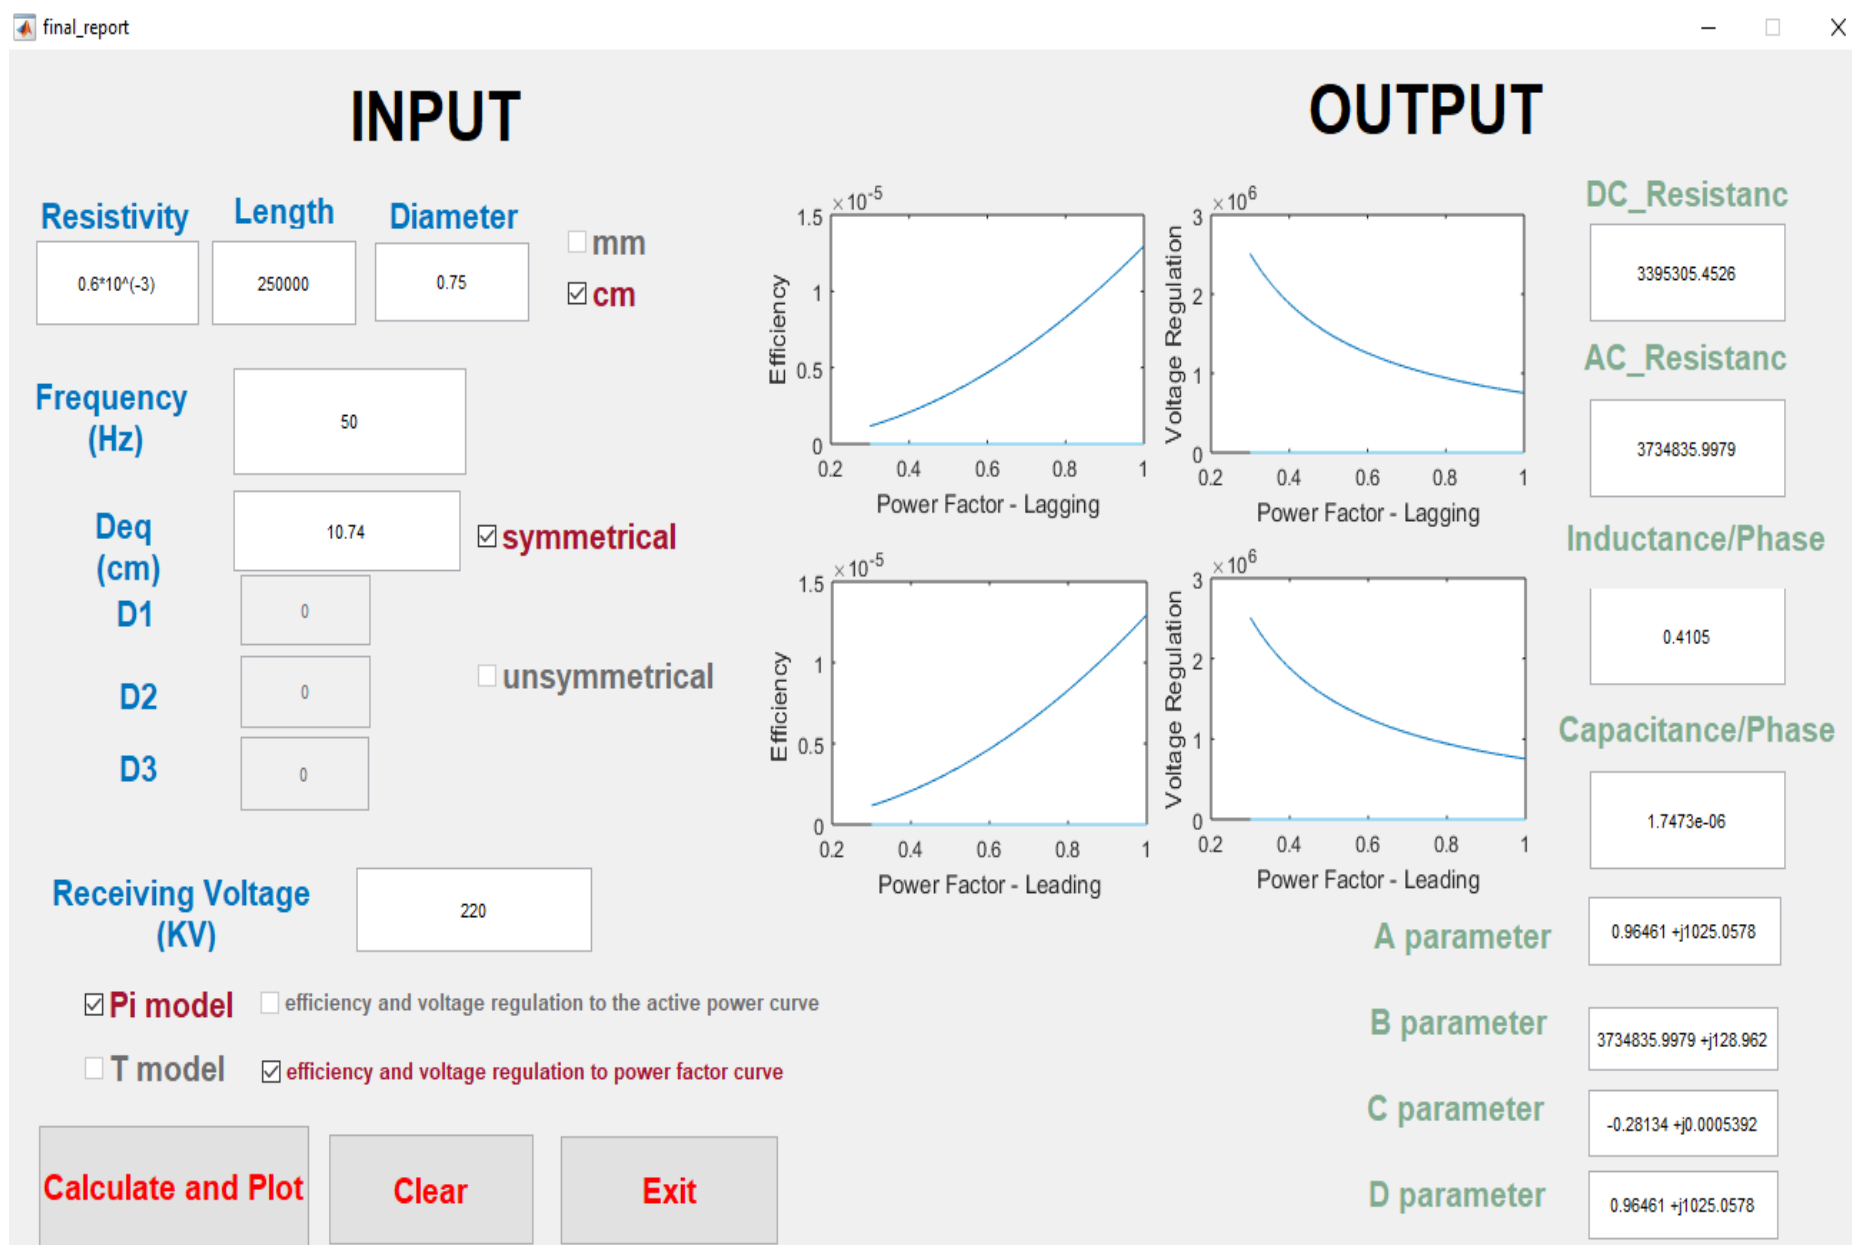 final_report
INPUT
OUTPUT
Resistivity
Length
Diameter
0.6*10^(-3)
250000
0.75
mm
cm
Frequency
(Hz)
50
Deq
(cm)
10.74
symmetrical
D1
0
D2
0
unsymmetrical
D3
0
Receiving Voltage
(KV)
220
Pi model
efficiency and voltage regulation to the active power curve
T model
efficiency and voltage regulation to power factor curve
Calculate and Plot
Clear
Exit
×10-5
1.5
1
0.5
0
0.2 0.4 0.6 0.8 1
Efficiency
Power Factor - Lagging
×106
3
2
1
0
0.2 0.4 0.6 0.8 1
Voltage Regulation
Power Factor - Lagging
×10-5
1.5
1
0.5
0
0.2 0.4 0.6 0.8 1
Efficiency
Power Factor - Leading
×106
3
2
1
0
0.2 0.4 0.6 0.8 1
Voltage Regulation
Power Factor - Leading
DC_Resistanc
3395305.4526
AC_Resistanc
3734835.9979
Inductance/Phase
0.4105
Capacitance/Phase
1.7473e-06
A parameter
0.96461 +j1025.0578
B parameter
3734835.9979 +j128.962
C parameter
-0.28134 +j0.0005392
D parameter
0.96461 +j1025.0578